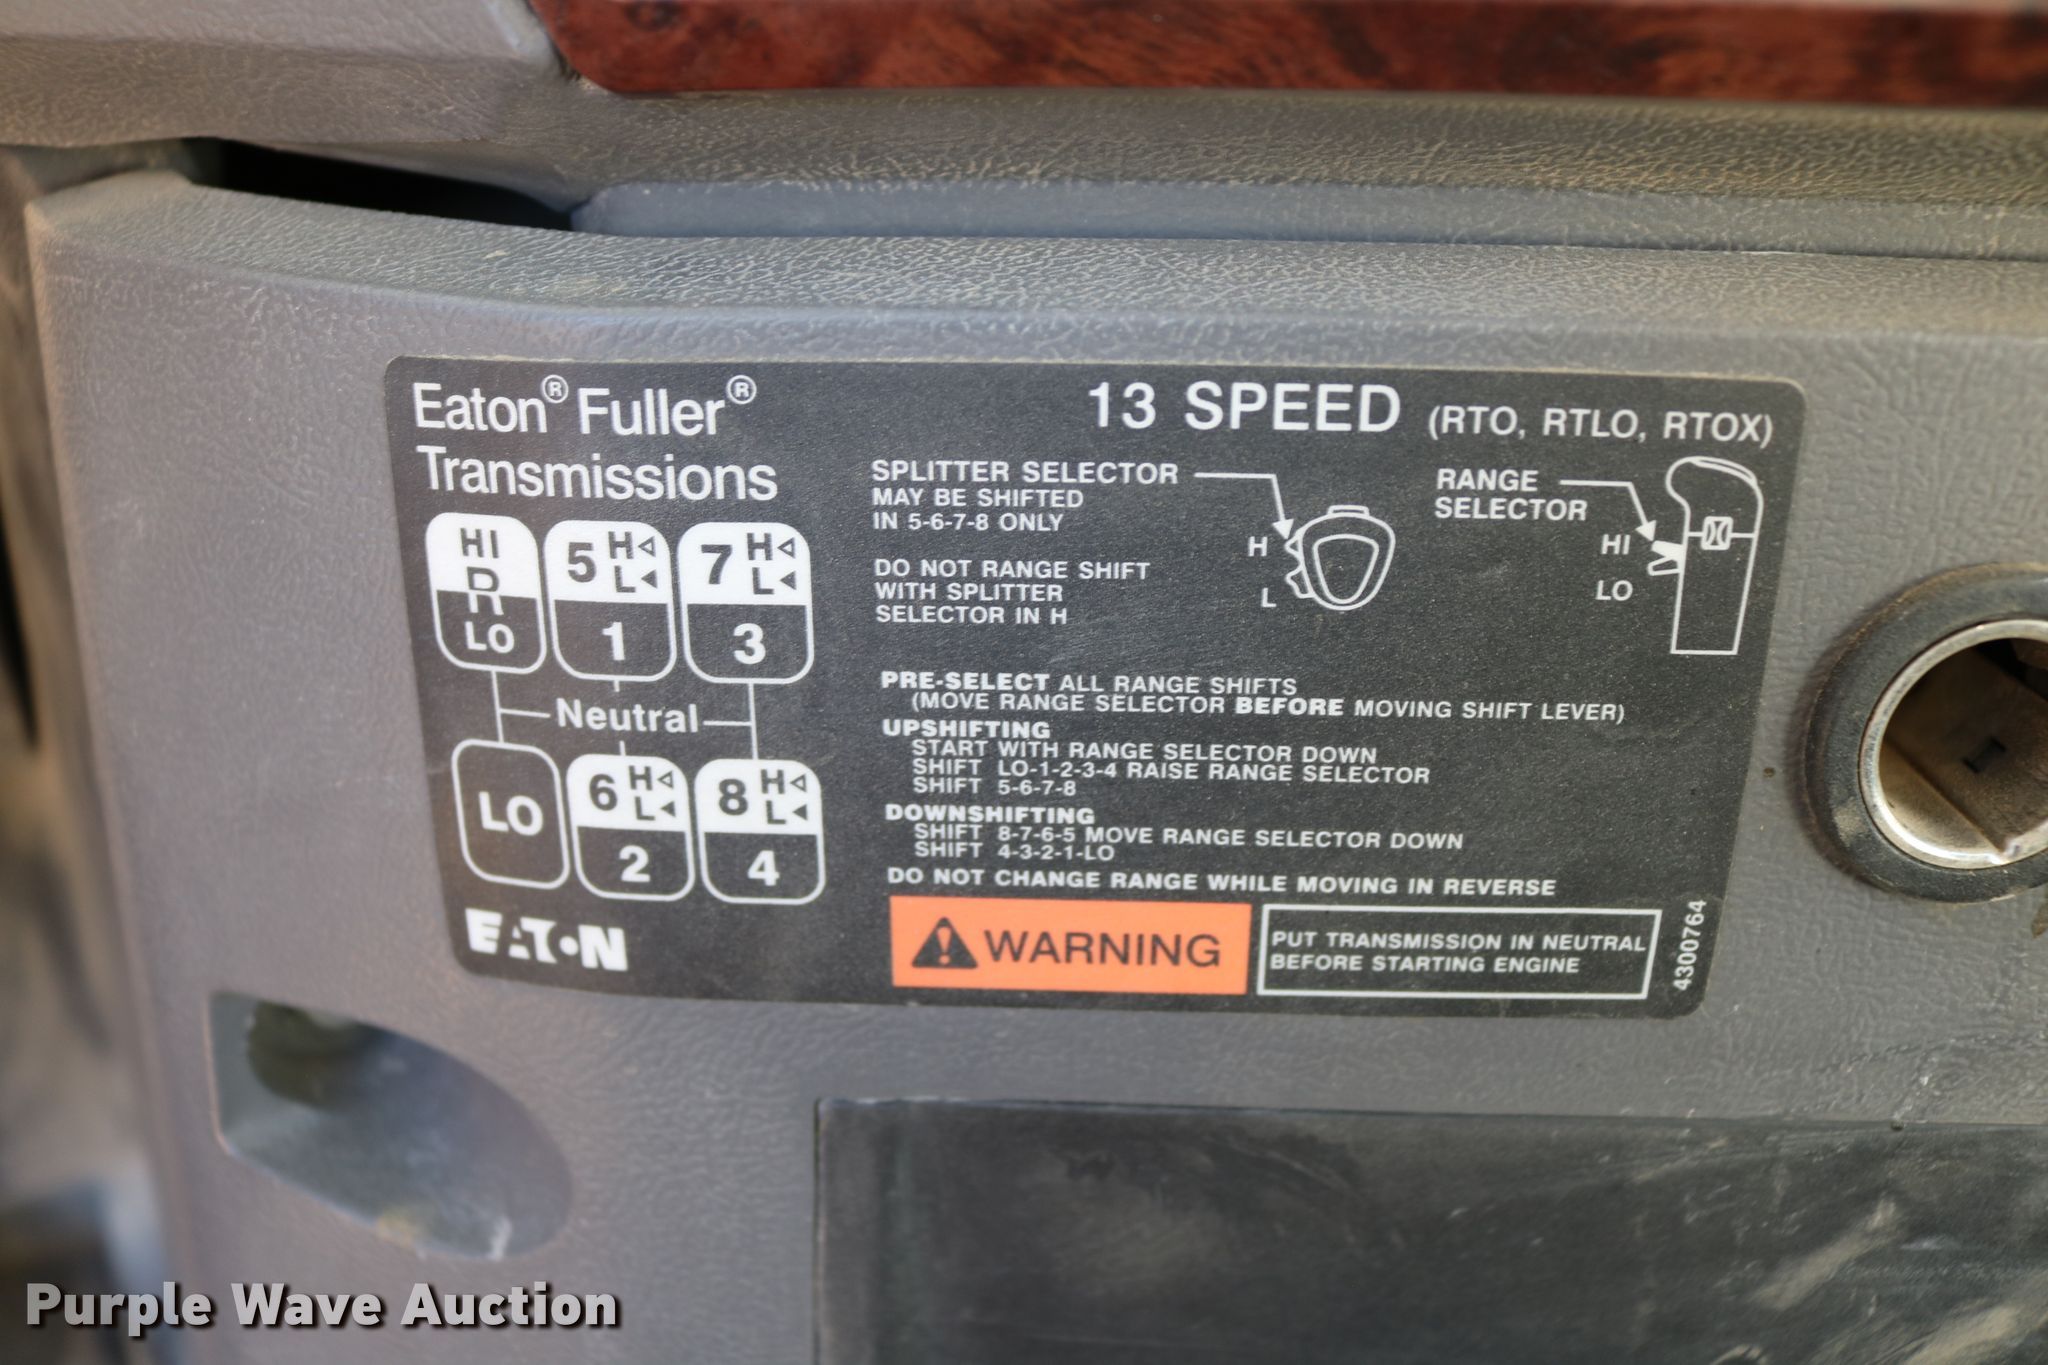 Eaton® Fuller®
Transmissions
13 SPEED (RTO, RTLO, RTOX)
HI
R
LO
5 H
L
1
7 H
L
3
Neutral
LO
6 H
L
2
8 H
L
4
EATON
SPLITTER SELECTOR
MAY BE SHIFTED
IN 5-6-7-8 ONLY
DO NOT RANGE SHIFT
WITH SPLITTER
SELECTOR IN H
H
L
RANGE
SELECTOR
HI
LO
PRE-SELECT ALL RANGE SHIFTS
(MOVE RANGE SELECTOR BEFORE MOVING SHIFT LEVER)
UPSHIFTING
START WITH RANGE SELECTOR DOWN
SHIFT LO-1-2-3-4 RAISE RANGE SELECTOR
SHIFT 5-6-7-8
DOWNSHIFTING
SHIFT 8-7-6-5 MOVE RANGE SELECTOR DOWN
SHIFT 4-3-2-1-LO
DO NOT CHANGE RANGE WHILE MOVING IN REVERSE
WARNING
PUT TRANSMISSION IN NEUTRAL
BEFORE STARTING ENGINE
4300764
Purple Wave Auction